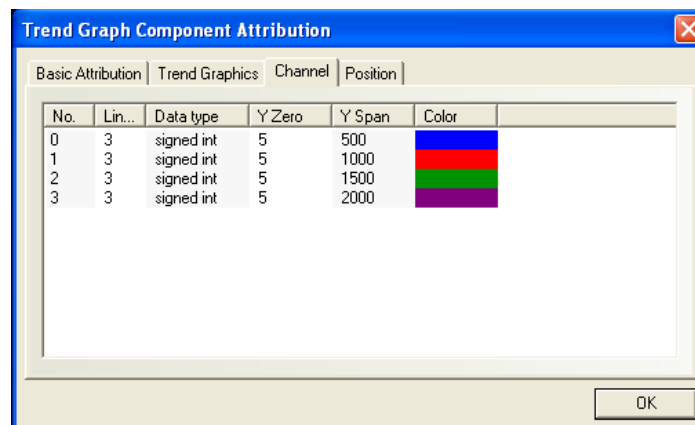 Trend Graph Component Attribution
Basic Attribution Trend Graphics Channel Position
No. Lin... Data type Y Zero Y Span Color
0 3 signed int 5 500
1 3 signed int 5 1000
2 3 signed int 5 1500
3 3 signed int 5 2000
OK